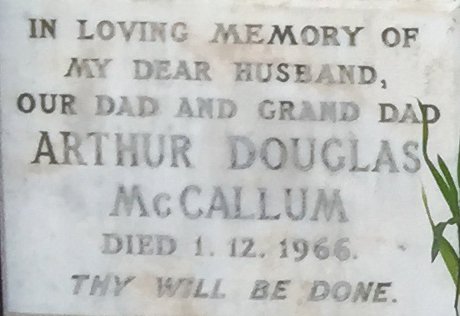 IN LOVING MEMORY OF
MY DEAR HUSBAND,
OUR DAD AND GRAND DAD
ARTHUR DOUGLAS
McCALLUM
DIED 1. 12. 1966.
THY WILL BE DONE.